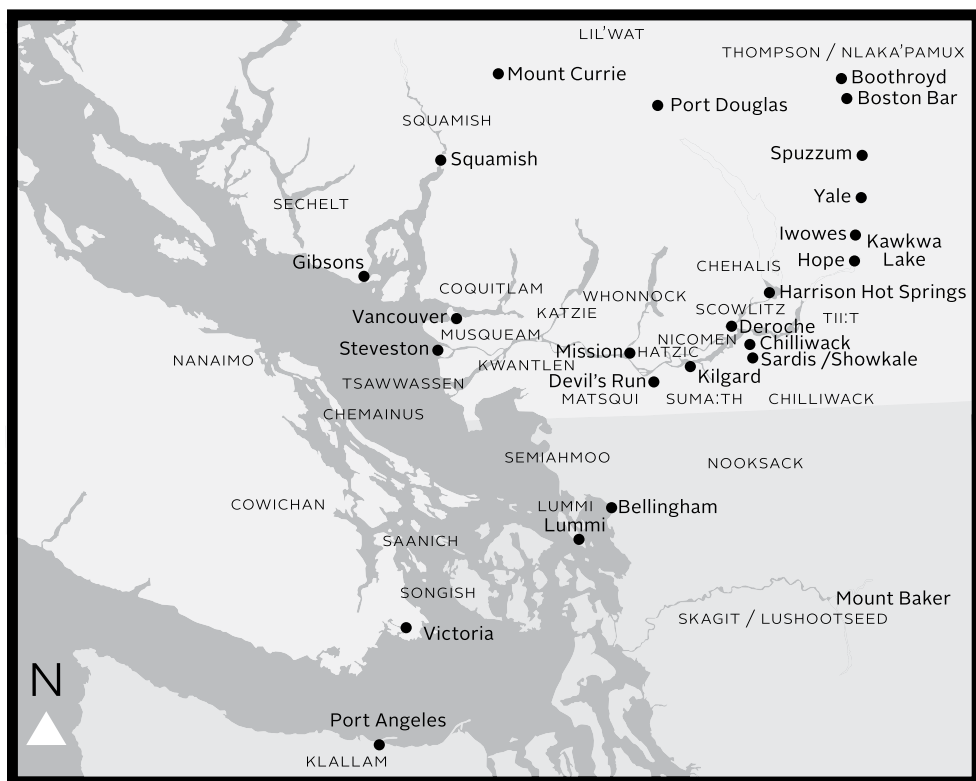 LIL'WAT
THOMPSON / NLAKA'PAMUX
Mount Currie
Boothroyd
Port Douglas
Boston Bar
SQUAMISH
Squamish
Spuzzum
Yale
SECHELT
Iwowes
Kawkwa
Lake
Gibsons
Hope
CHEHALIS
COQUITLAM
WHONNOCK
Harrison Hot Springs
Vancouver
KATZIE
SCOWLITZ
TII:T
MUSQUEAM
Deroche
NICOMEN
Chilliwack
Steveston
Mission
HATZIC
Sardis /Showkale
NANAIMO
KWANTLEN
TSAWWASSEN
Devil's Run
Kilgard
MATSQUI
SUMA:TH
CHILLIWACK
CHEMAINUS
SEMIAHMOO
NOOKSACK
COWICHAN
LUMMI
Bellingham
Lummi
SAANICH
SONGISH
Mount Baker
SKAGIT / LUSHOOTSEED
Victoria
N
Port Angeles
KLALLAM